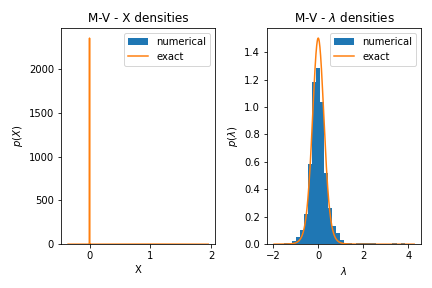 M-V - X densities
numerical
exact
p(X)
2000
1500
1000
500
0
0
1
2
X
M-V - λ densities
numerical
exact
p(λ)
1.4
1.2
1.0
0.8
0.6
0.4
0.2
0.0
−2
0
2
4
λ